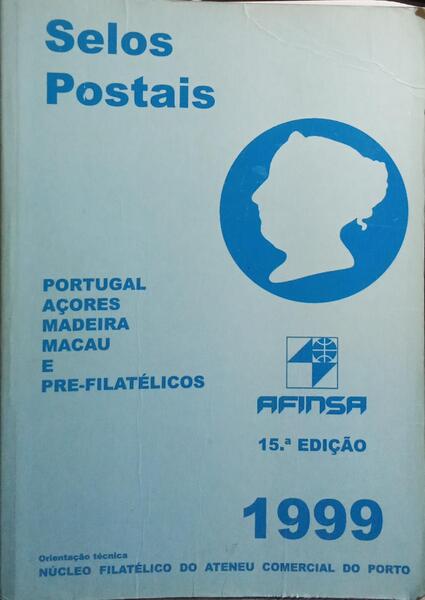 Selos
Postais
PORTUGAL
AÇORES
MADEIRA
MACAU
E
PRE-FILATÉLICOS
AFINSA
15.ª EDIÇÃO
1999
Orientação técnica
NÚCLEO FILATÉLICO DO ATENEU COMERCIAL DO PORTO